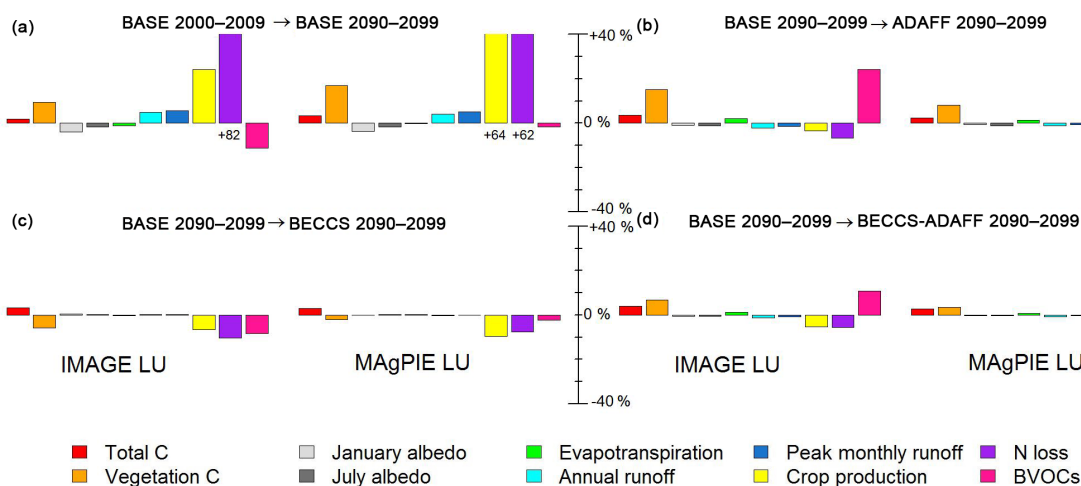 (a) BASE 2000–2009 → BASE 2090–2099
+82
+64 +62
+40 %
0 %
-40 %
(b) BASE 2090–2099 → ADAFF 2090–2099
(c) BASE 2090–2099 → BECCS 2090–2099
IMAGE LU
MAgPIE LU
+40 %
0 %
-40 %
(d) BASE 2090–2099 → BECCS-ADAFF 2090–2099
IMAGE LU
MAgPIE LU
Total C
Vegetation C
January albedo
July albedo
Evapotranspiration
Annual runoff
Peak monthly runoff
Crop production
N loss
BVOCs